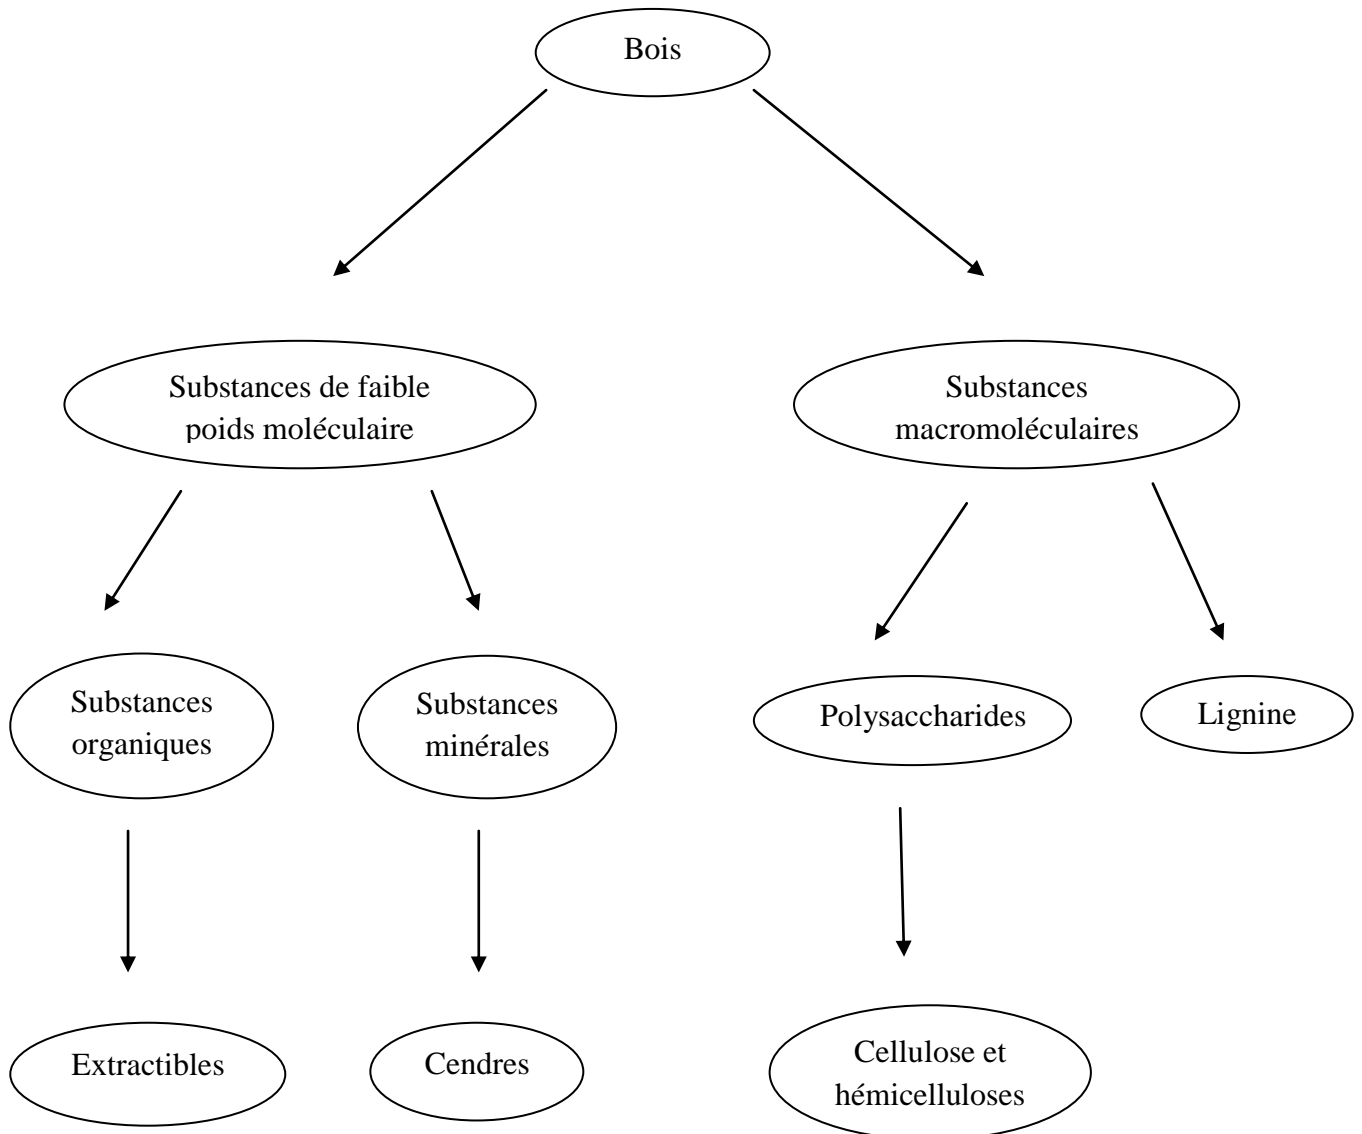 Bois
Substances de faible
poids moléculaire
Substances
macromoléculaires
Substances
organiques
Substances
minérales
Polysaccharides
Lignine
Extractibles
Cendres
Cellulose et
hémicelluloses